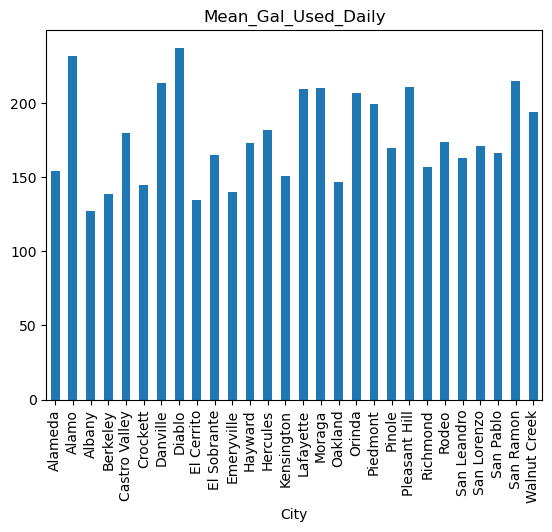 Mean_Gal_Used_Daily
200
150
100
50
0
Alameda
Alamo
Albany
Berkeley
Castro Valley
Crockett
Danville
Diablo
El Cerrito
El Sobrante
Emeryville
Hayward
Hercules
Kensington
Lafayette
Moraga
Oakland
Orinda
Piedmont
Pinole
Pleasant Hill
Richmond
Rodeo
San Leandro
San Lorenzo
San Pablo
San Ramon
Walnut Creek
City